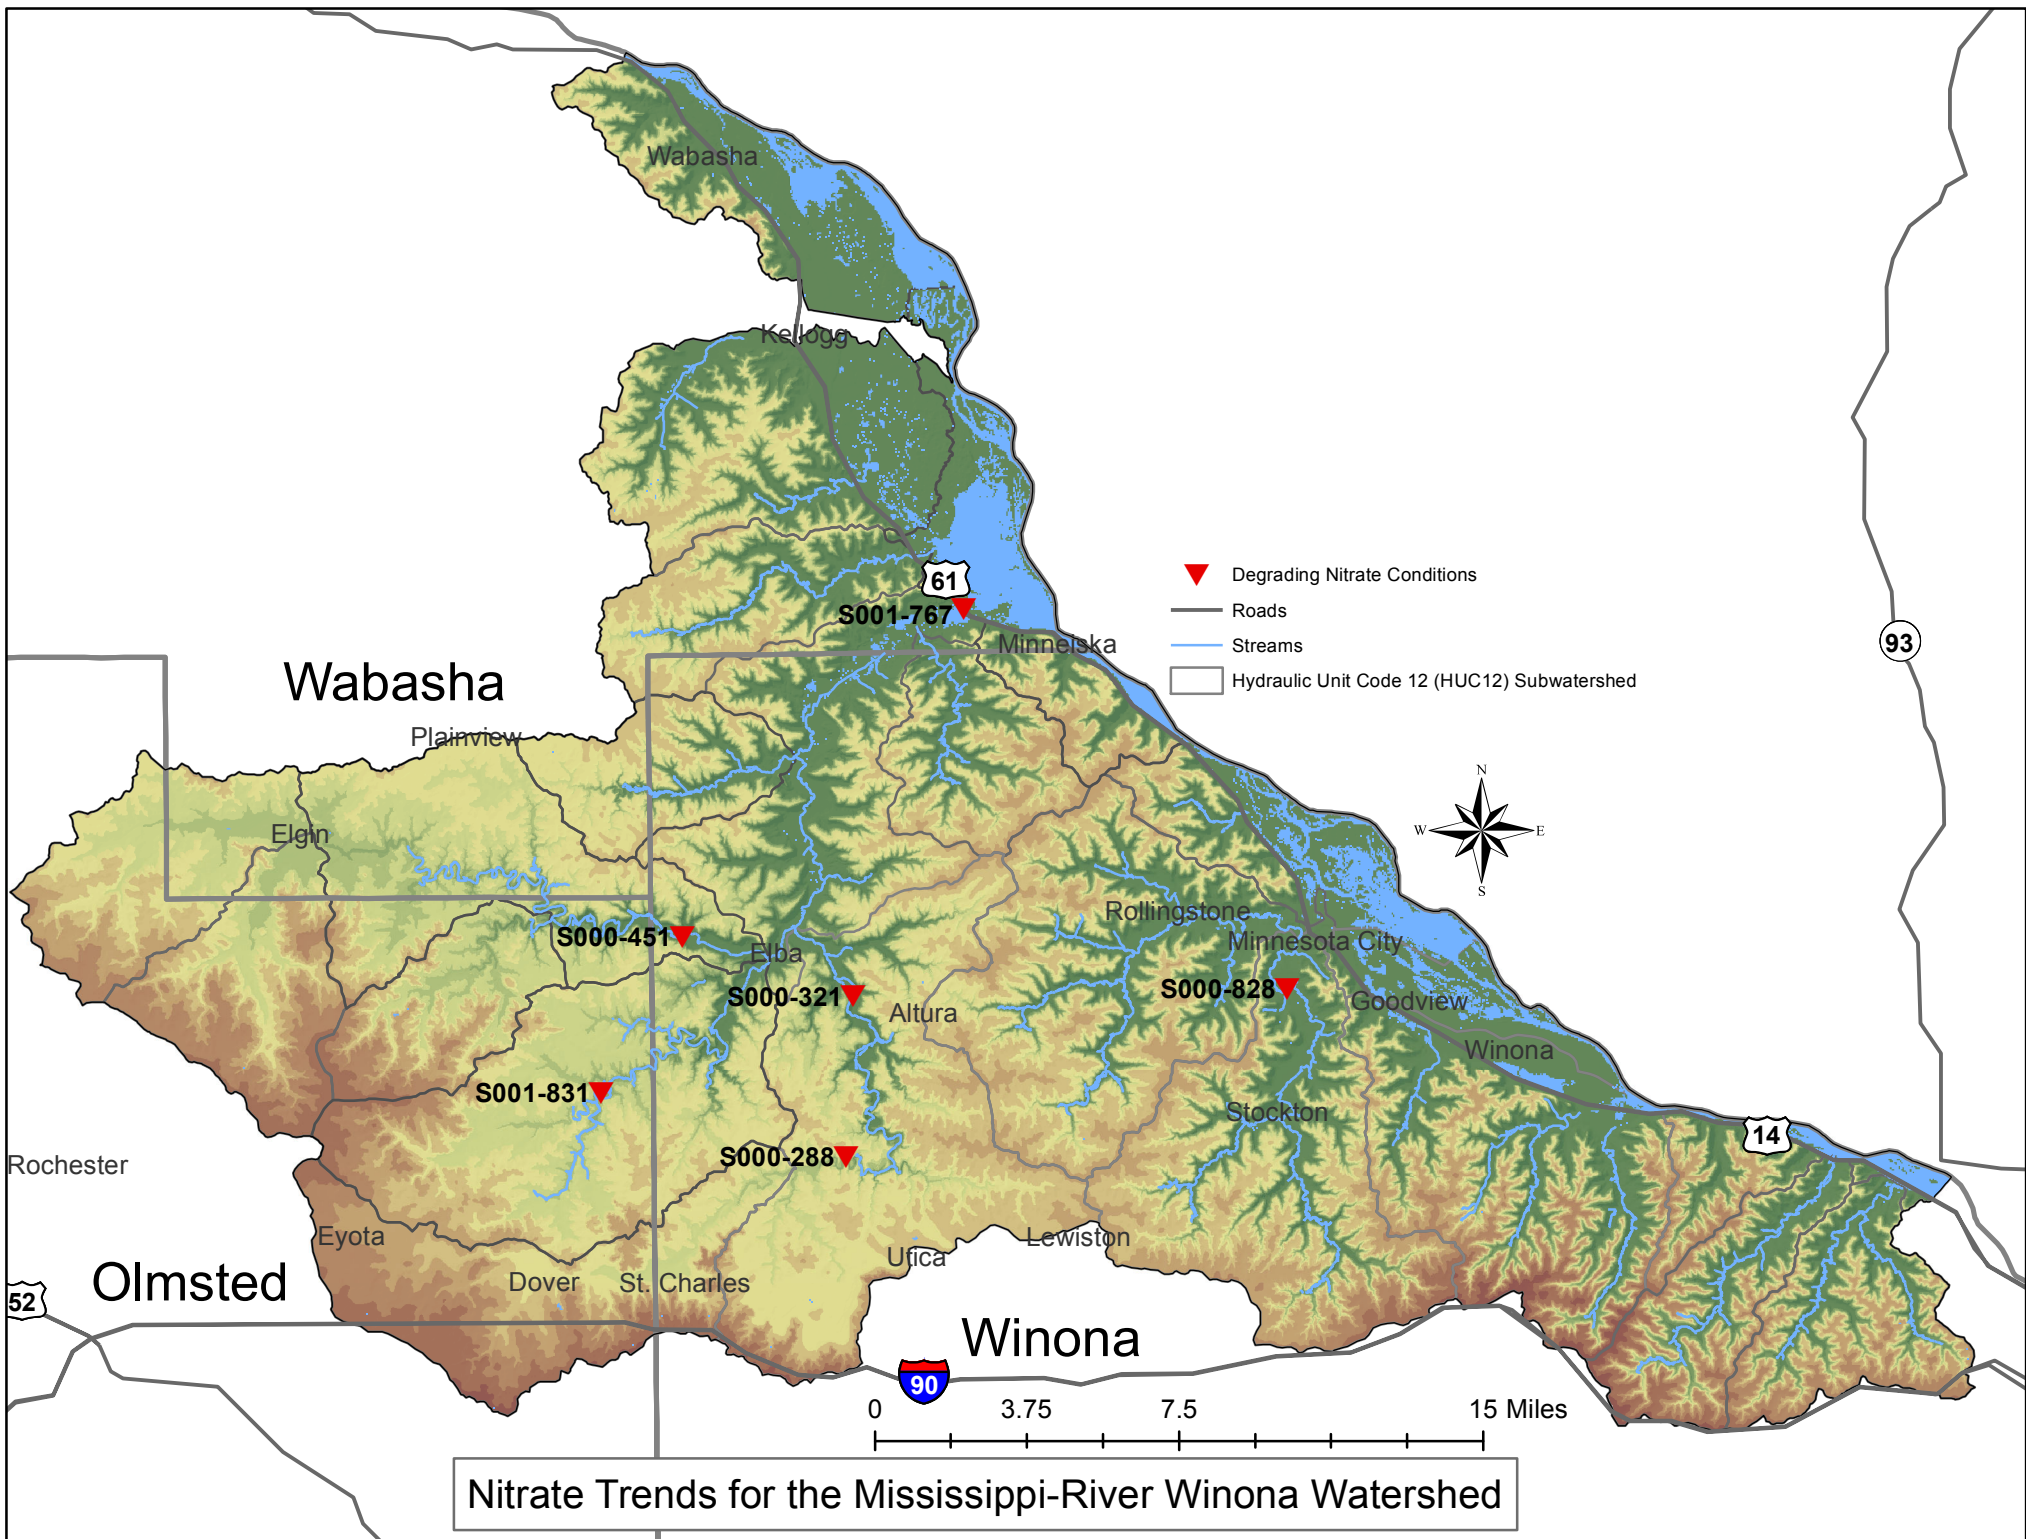 Wabasha
Kellogg
61
S001-767
Minneiska
Degrading Nitrate Conditions
Roads
Streams
Hydraulic Unit Code 12 (HUC12) Subwatershed
93
Wabasha
Plainview
Elgin
N
W
E
S
Rollingstone
S000-451
Elba
Minnesota City
S000-321
S000-828
Altura
Goodview
Winona
S001-831
Stockton
14
S000-288
Rochester
Eyota
Lewiston
Utica
Olmsted
Dover
St. Charles
52
Winona
90
0 3.75 7.5 15 Miles
Nitrate Trends for the Mississippi-River Winona Watershed